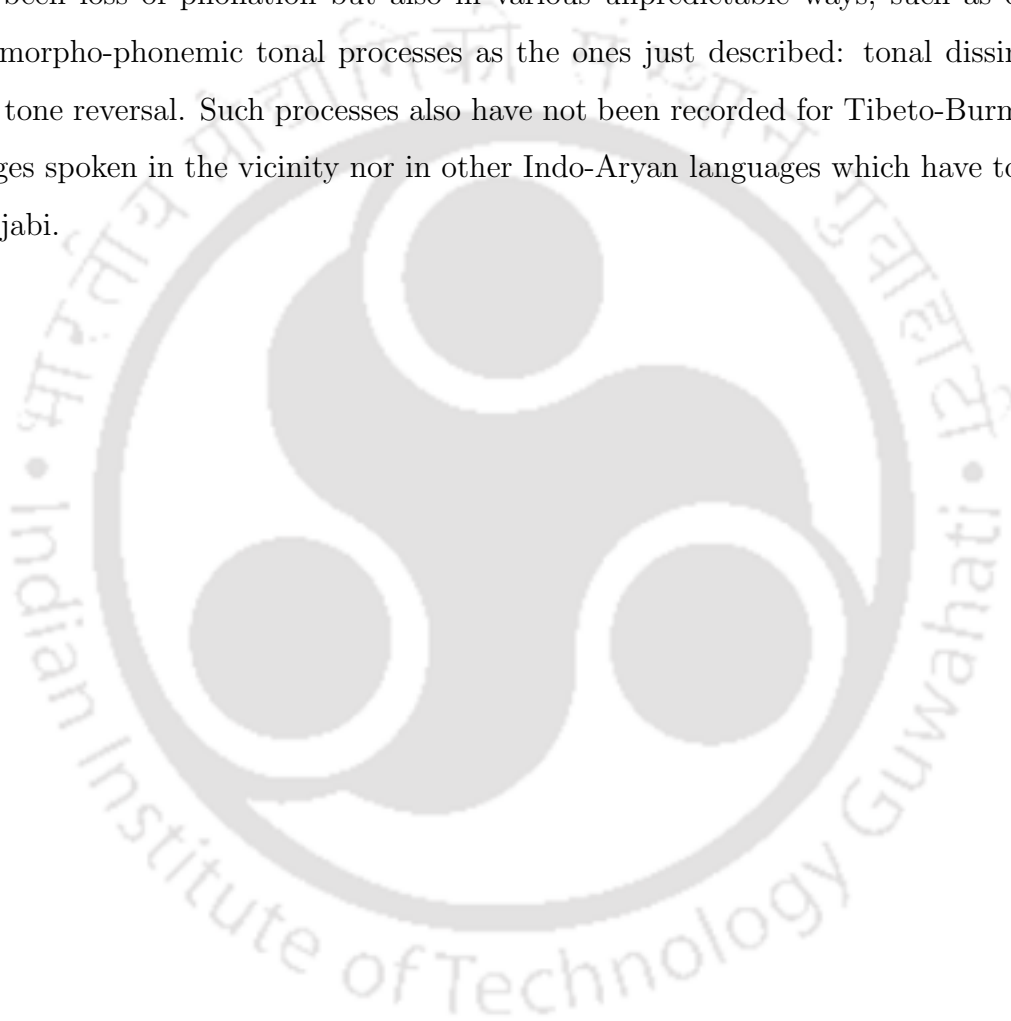 been loss of phonation but also in various unpredictable ways, such as
morpho-phonemic tonal processes as the ones just described: tonal dissi
tone reversal. Such processes also have not been recorded for Tibeto-Burm
ges spoken in the vicinity nor in other Indo-Aryan languages which have to
jabi.
भारतीय प्रौद्योगिकी संस्थान गुवाहाटी
• Indian Institute of Technology Guwahati •